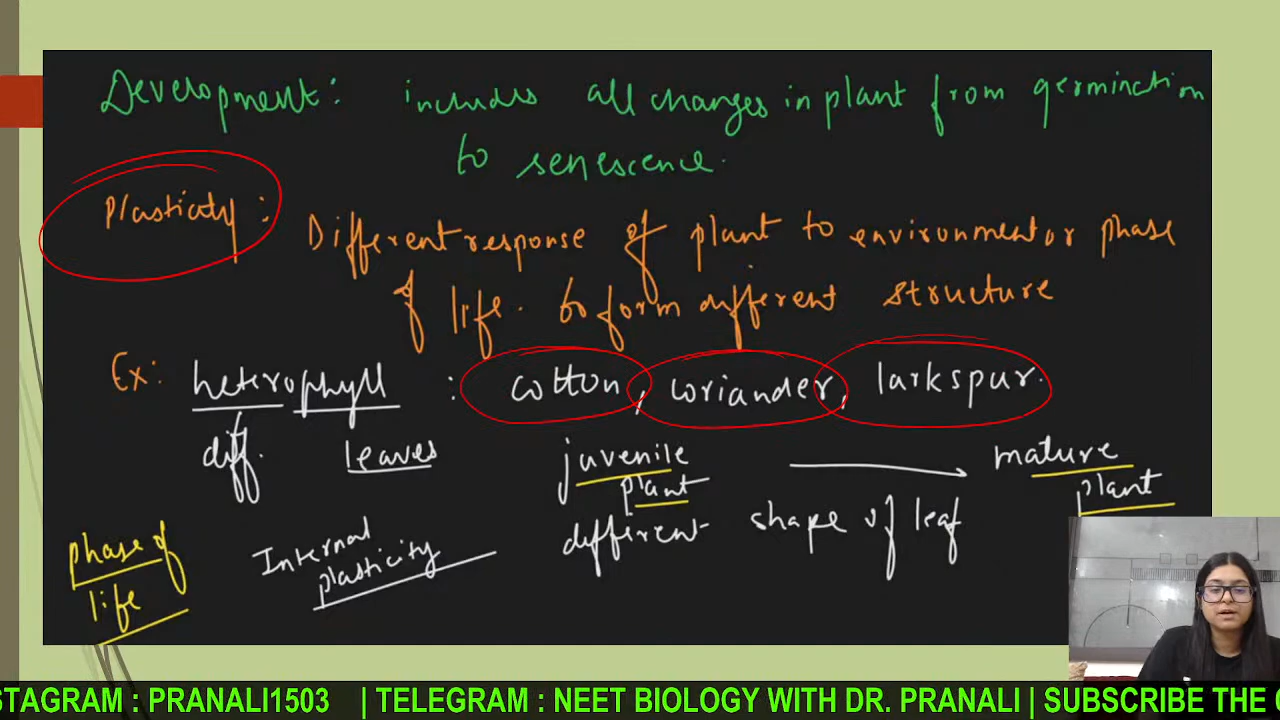 Development: includes all changes in plant from germination
to senescence.
Plasticity: Different response of plant to environment or phase
of life. to form different structure
Ex: heterophyll : cotton, coriander, larkspur.
diff. leaves juvenile plant → mature plant
different shape of leaf
phase of life
Internal plasticity
STAGRAM : PRANALI1503 | TELEGRAM : NEET BIOLOGY WITH DR. PRANALI | SUBSCRIBE THE